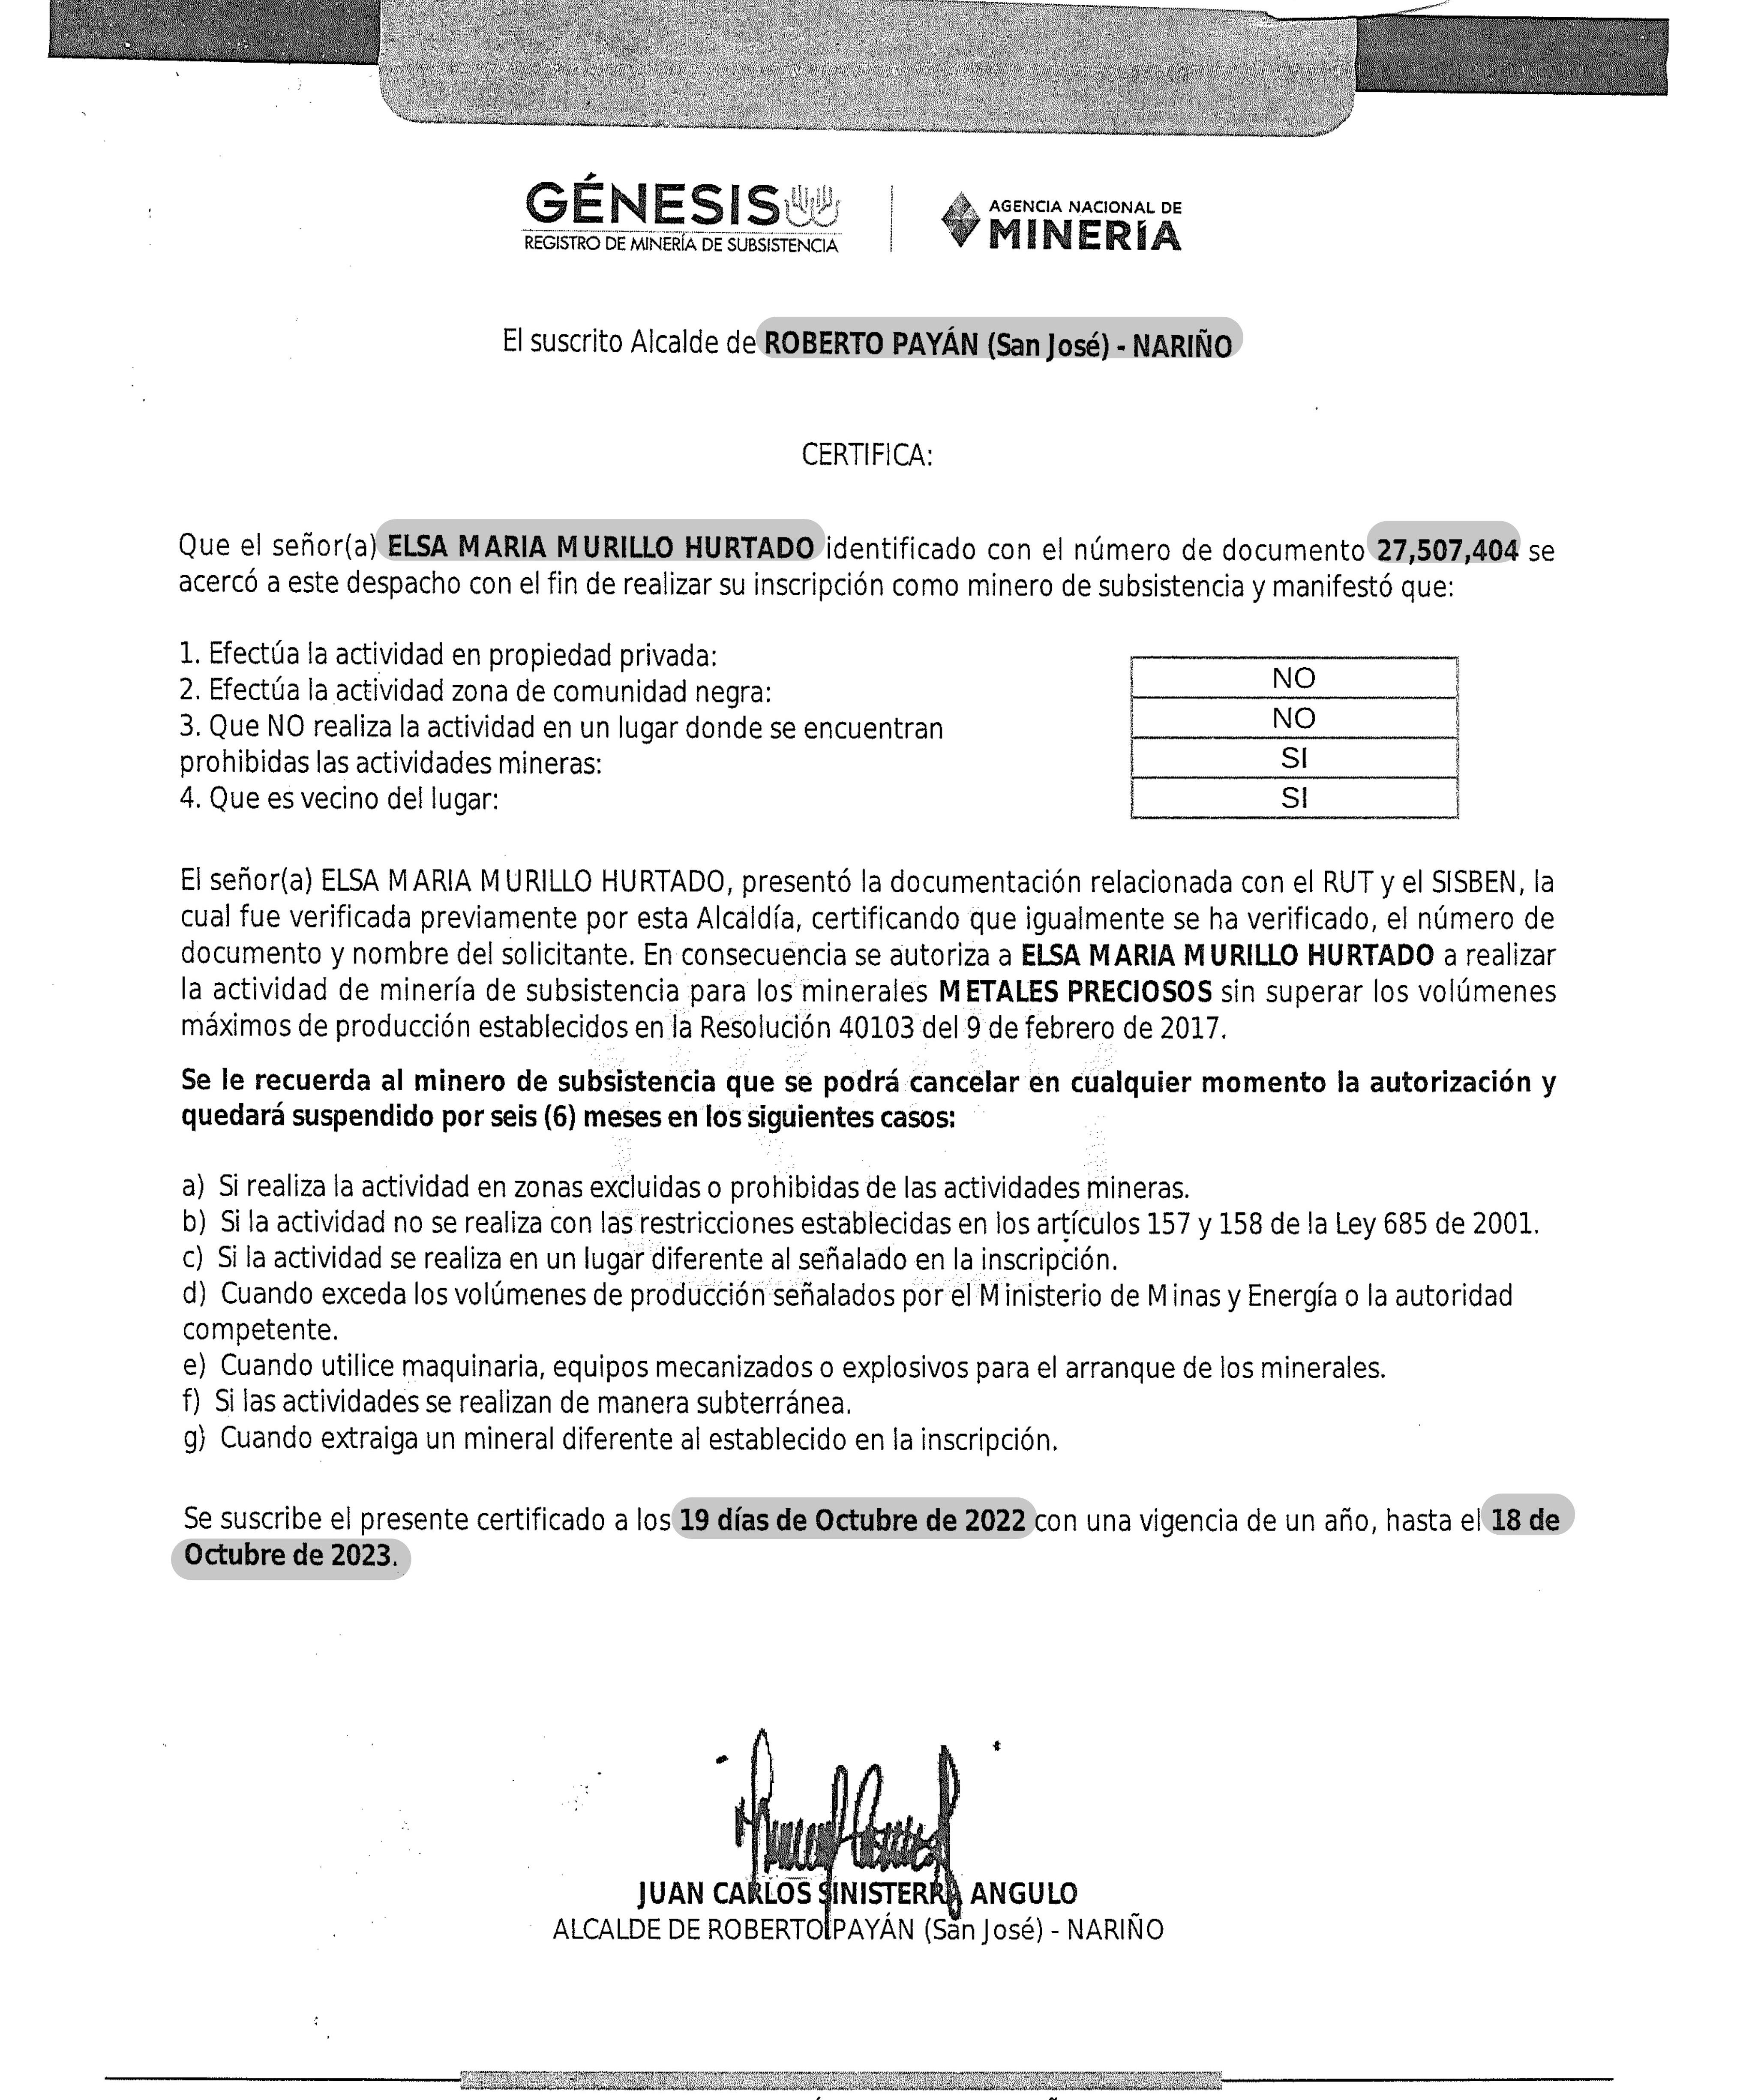 GÉNESIS
REGISTRO DE MINERÍA DE SUBSISTENCIA
AGENCIA NACIONAL DE
MINERÍA
El suscrito Alcalde de ROBERTO PAYÁN (San José) - NARIÑO
CERTIFICA:
Que el señor(a) ELSA MARIA MURILLO HURTADO identificado con el número de documento 27,507,404 se
acercó a este despacho con el fin de realizar su inscripción como minero de subsistencia y manifestó que:
1. Efectúa la actividad en propiedad privada:
2. Efectúa la actividad zona de comunidad negra:
3. Que NO realiza la actividad en un lugar donde se encuentran
prohibidas las actividades mineras:
4. Que es vecino del lugar:
NO
NO
SI
SI
El señor(a) ELSA MARIA MURILLO HURTADO, presentó la documentación relacionada con el RUT y el SISBEN, la
cual fue verificada previamente por esta Alcaldía, certificando que igualmente se ha verificado, el número de
documento y nombre del solicitante. En consecuencia se autoriza a ELSA MARIA MURILLO HURTADO a realizar
la actividad de minería de subsistencia para los minerales METALES PRECIOSOS sin superar los volúmenes
máximos de producción establecidos en la Resolución 40103 del 9 de febrero de 2017.
Se le recuerda al minero de subsistencia que se podrá cancelar en cualquier momento la autorización y
quedará suspendido por seis (6) meses en los siguientes casos:
a) Si realiza la actividad en zonas excluidas o prohibidas de las actividades mineras.
b) Si la actividad no se realiza con las restricciones establecidas en los artículos 157 y 158 de la Ley 685 de 2001.
c) Si la actividad se realiza en un lugar diferente al señalado en la inscripción.
d) Cuando exceda los volúmenes de producción señalados por el Ministerio de Minas y Energía o la autoridad
competente.
e) Cuando utilice maquinaria, equipos mecanizados o explosivos para el arranque de los minerales.
f) Si las actividades se realizan de manera subterránea.
g) Cuando extraiga un mineral diferente al establecido en la inscripción.
Se suscribe el presente certificado a los 19 días de Octubre de 2022 con una vigencia de un año, hasta el 18 de
Octubre de 2023.
JUAN CARLOS SINISTERRA ANGULO
ALCALDE DE ROBERTO PAYÁN (San José) - NARIÑO